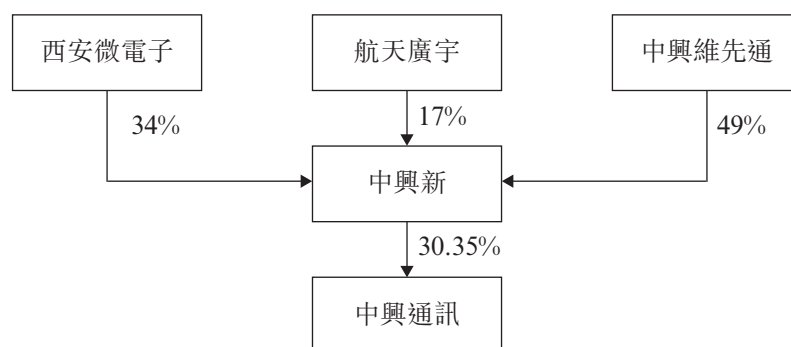 西安微電子
航天廣宇
中興維先通
34%
17%
49%
中興新
30.35%
中興通訊